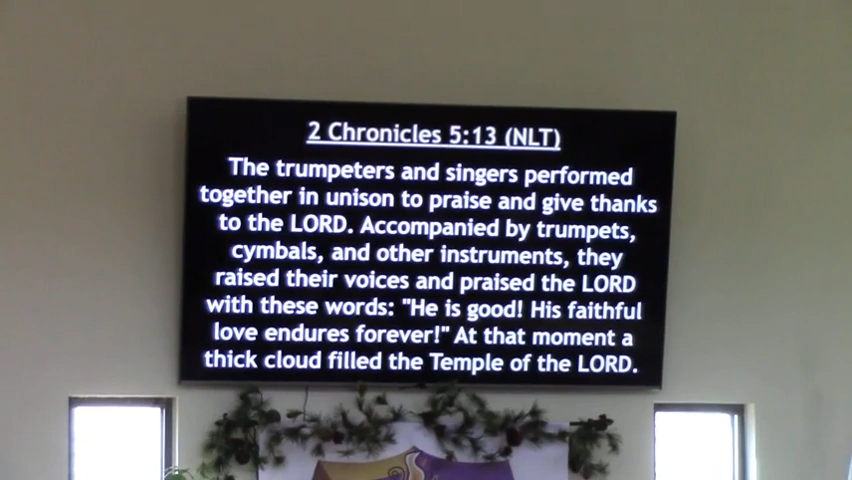 2 Chronicles 5:13 (NLT)
The trumpeters and singers performed
together in unison to praise and give thanks
to the LORD. Accompanied by trumpets,
cymbals, and other instruments, they
raised their voices and praised the LORD
with these words: "He is good! His faithful
love endures forever!" At that moment a
thick cloud filled the Temple of the LORD.